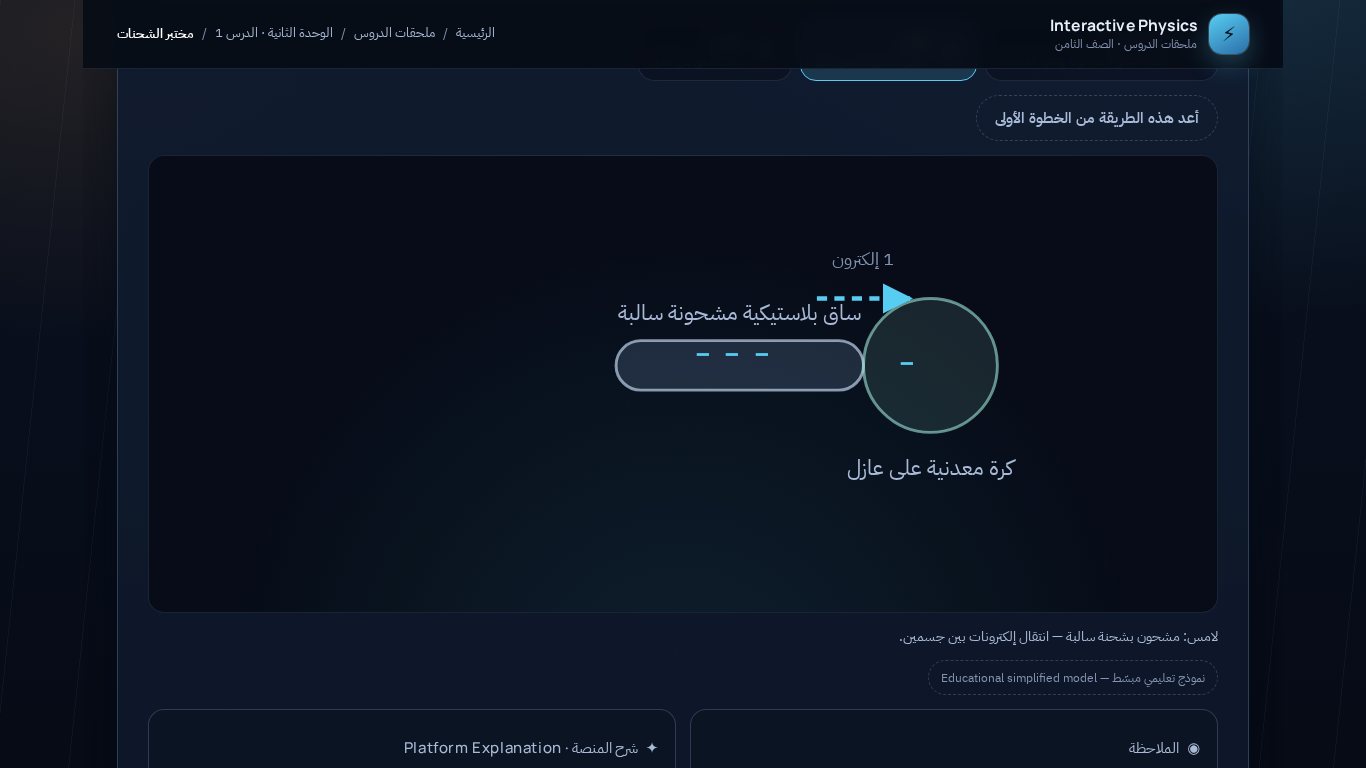 Interactive Physics
ملحقات الدروس · الصف الثامن
الرئيسية / ملحقات الدروس / الوحدة الثانية · الدرس 1 / مختبر الشحنات
أعد هذه الطريقة من الخطوة الأولى
1 إلكترون
ساق بلاستيكية مشحونة سالبة
كرة معدنية على عازل
لامس: مشحون بشحنة سالبة — انتقال إلكترونات بين جسمين.
نموذج تعليمي مبسّط — Educational simplified model
الملاحظة
شرح المنصة · Platform Explanation